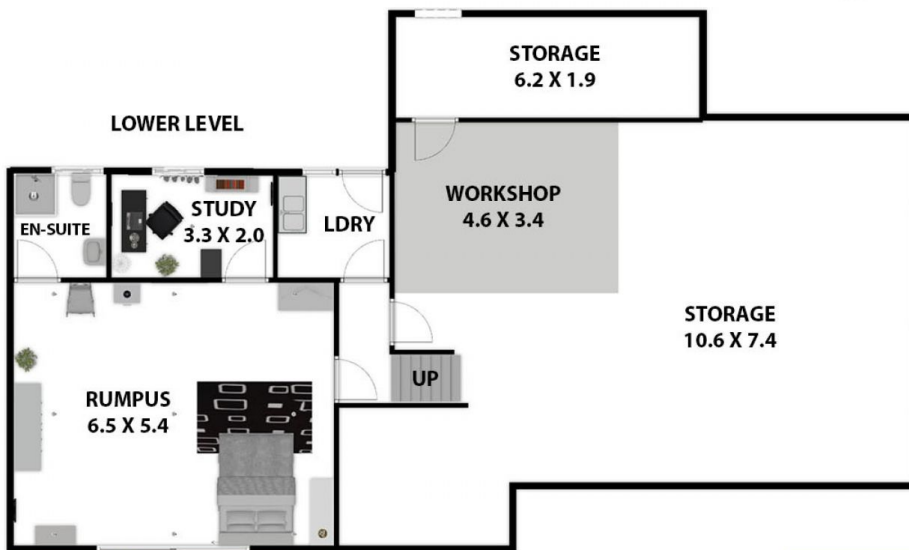 STORAGE
6.2 X 1.9
LOWER LEVEL
WORKSHOP
4.6 X 3.4
STUDY
3.3 X 2.0
EN-SUITE
LDRY
STORAGE
10.6 X 7.4
UP
RUMPUS
6.5 X 5.4